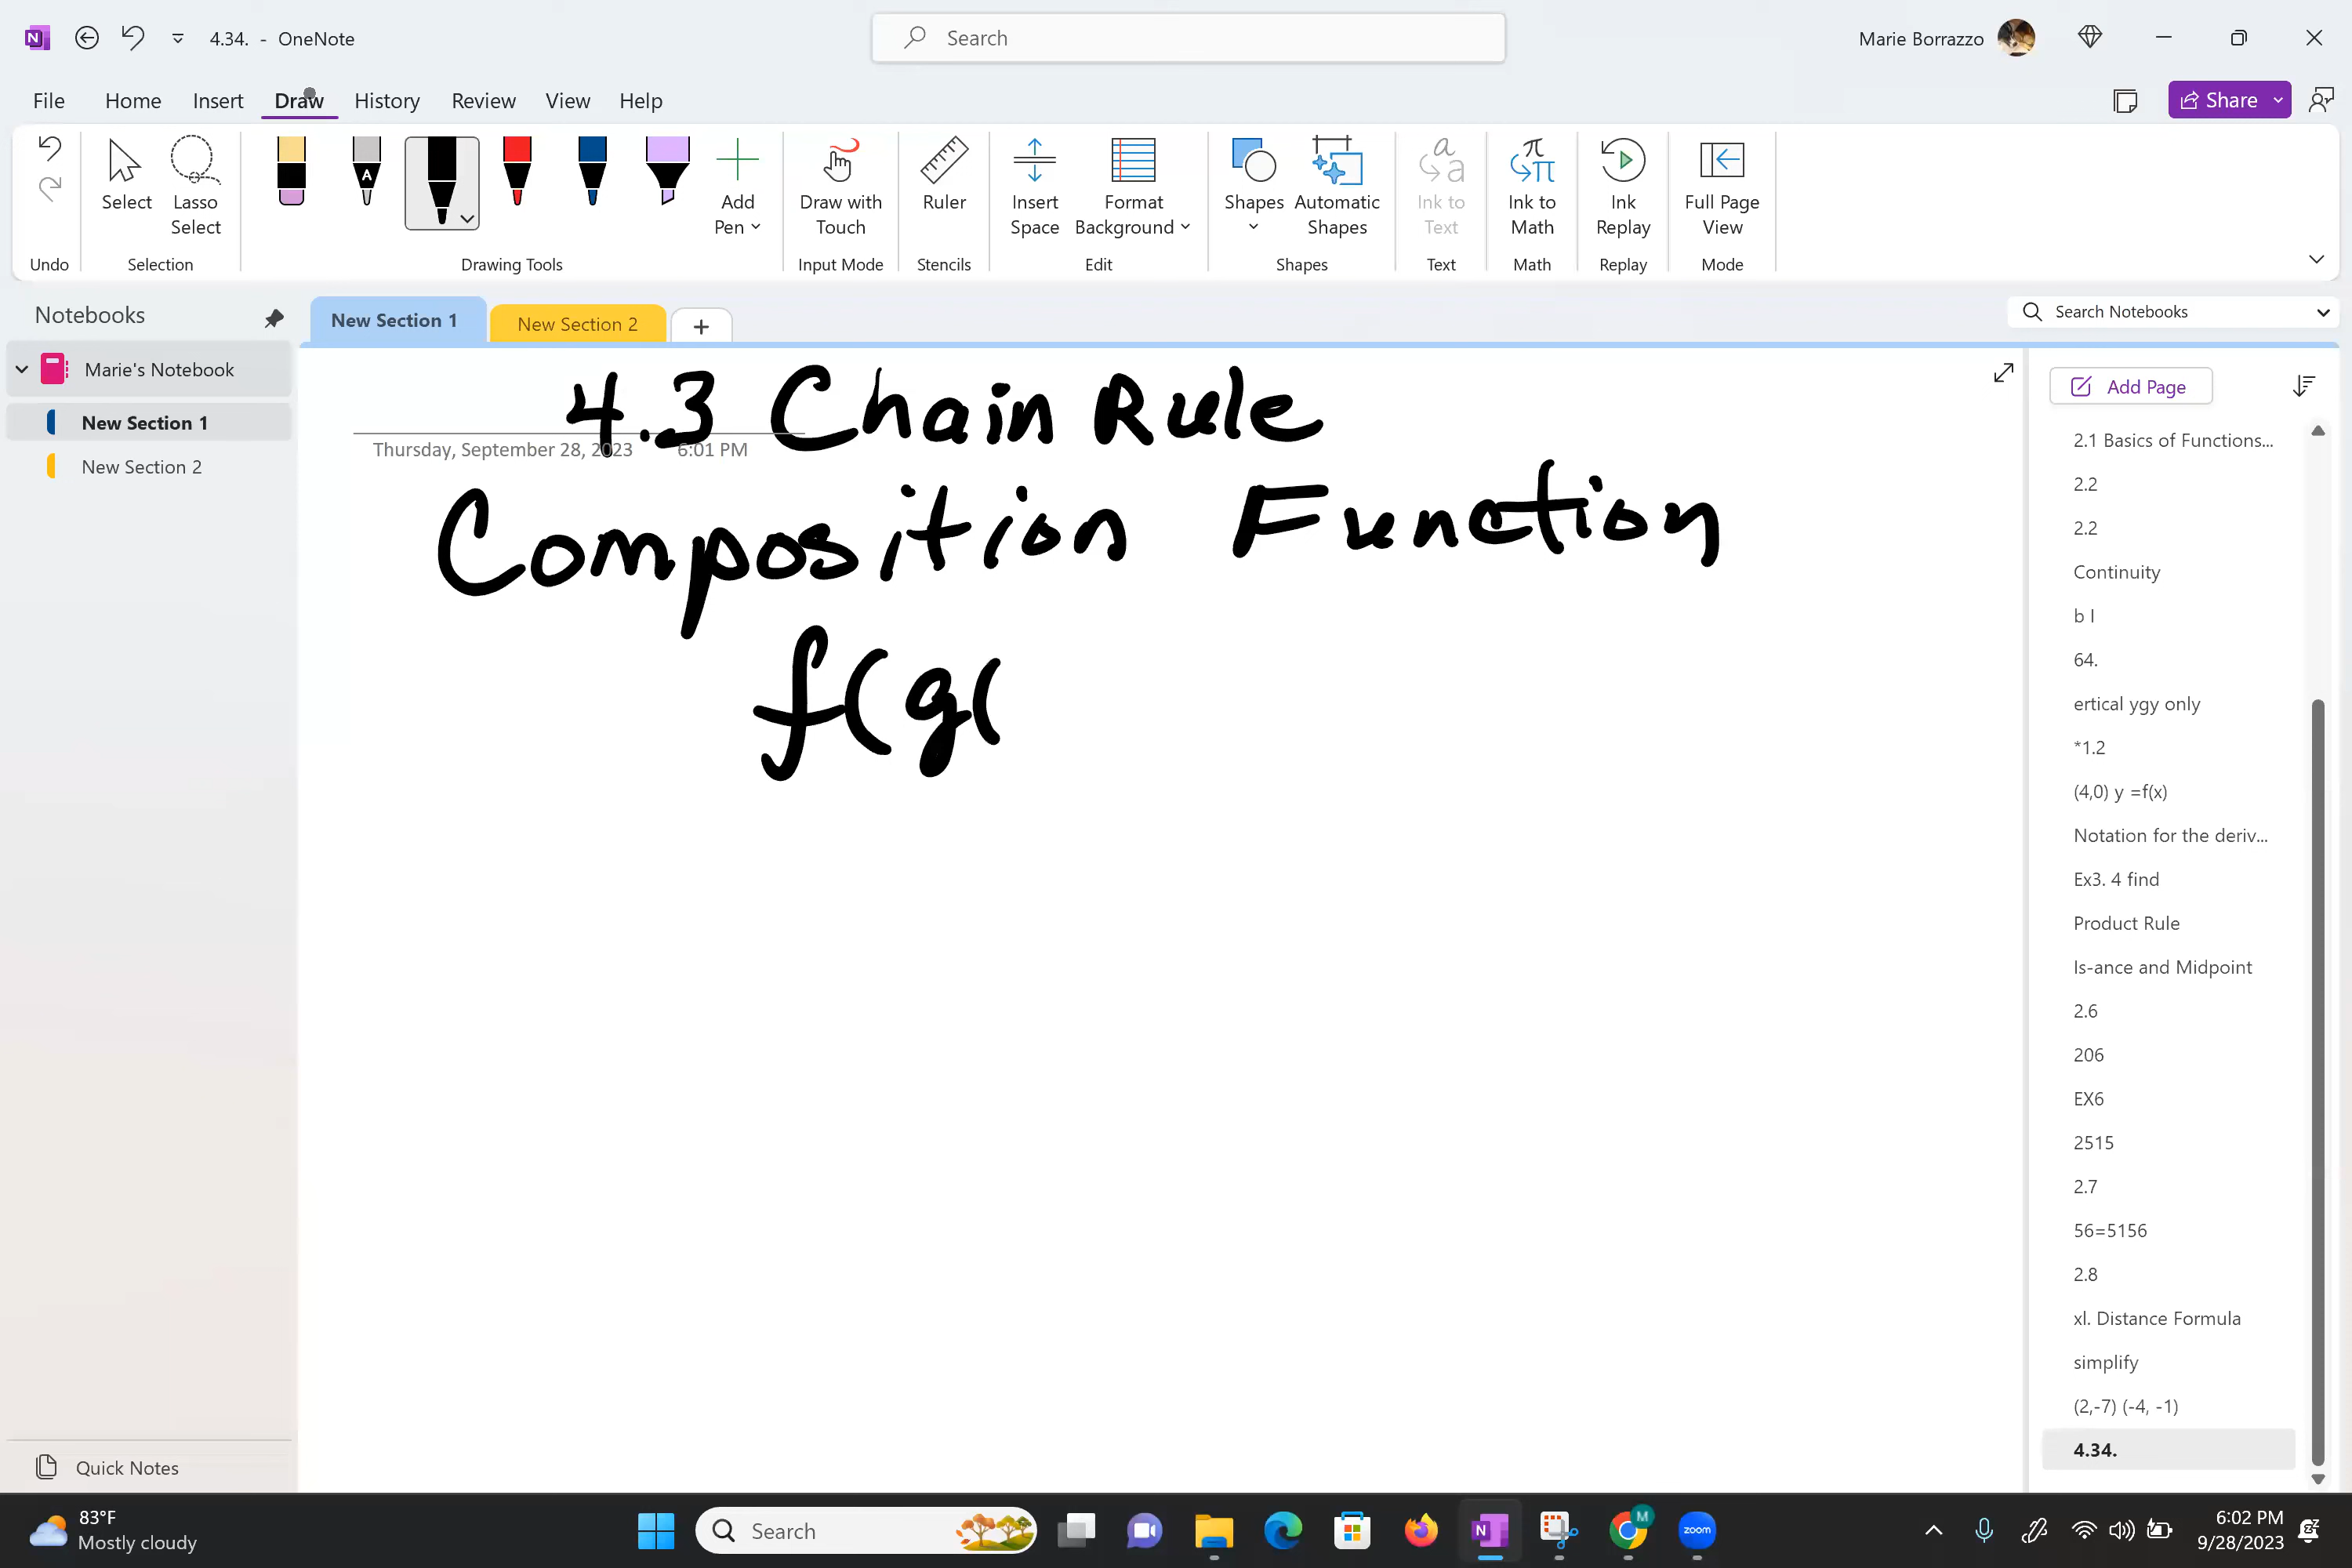 4.34. - OneNote
Search
Marie Borrazzo
File Home Insert Draw History Review View Help
Share
Select
Lasso Select
A
Add Pen
Draw with Touch
Ruler
Insert Space
Format Background
Shapes
Automatic Shapes
Ink to Text
Ink to Math
Ink Replay
Full Page View
Undo Selection Drawing Tools Input Mode Stencils Edit Shapes Text Math Replay Mode
Notebooks
New Section 1
New Section 2
Search Notebooks
Marie's Notebook
New Section 1
New Section 2
Quick Notes
4.3 Chain Rule
Thursday, September 28, 2023 6:01 PM
Composition Function
f(g(
Add Page
2.1 Basics of Functions...
2.2
2.2
Continuity
b I
64.
ertical ygy only
*1.2
(4,0) y =f(x)
Notation for the deriv...
Ex3. 4 find
Product Rule
Is-ance and Midpoint
2.6
206
EX6
2515
2.7
56=5156
2.8
xl. Distance Formula
simplify
(2,-7) (-4, -1)
4.34.
83°F
Mostly cloudy
Search
M
zoom
6:02 PM
9/28/2023